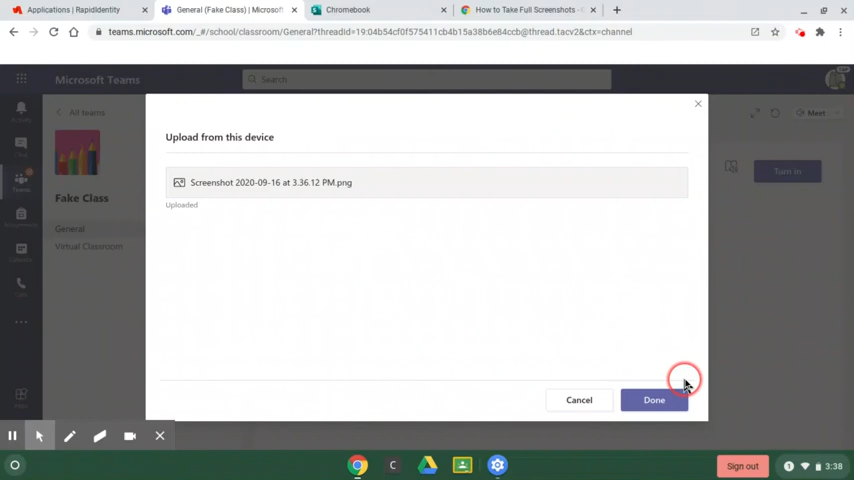 Applications | RapidIdentity
General (Fake Class) | Microsoft
Chromebook
How to Take Full Screenshots - C
teams.microsoft.com/_#/school/classroom/General?threadId=19:04b54cf0f575411cb4b15a38b6e84ccb@thread.tacv2&ctx=channel
Microsoft Teams
Search
All teams
Meet
Upload from this device
Screenshot 2020-09-16 at 3.36.12 PM.png
Uploaded
Turn in
Teams
Fake Class
General
Virtual Classroom
Cancel
Done
C
Sign out
1
3:38